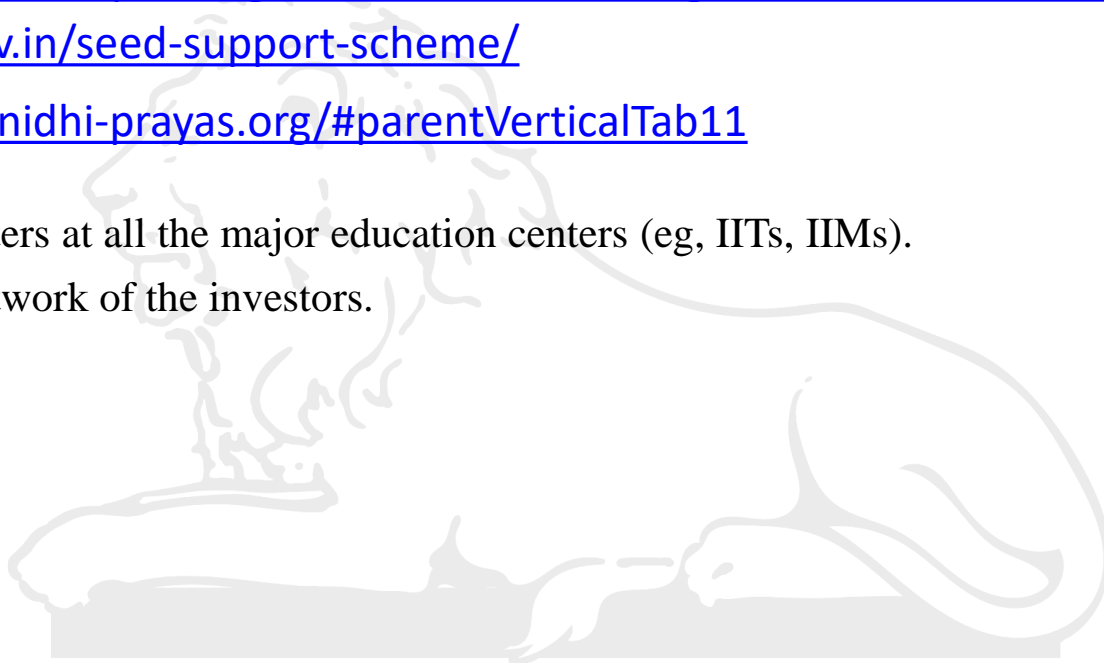 v.in/seed-support-scheme/
nidhi-prayas.org/#parentVerticalTab11
ers at all the major education centers (eg, IITs, IIMs).
work of the investors.